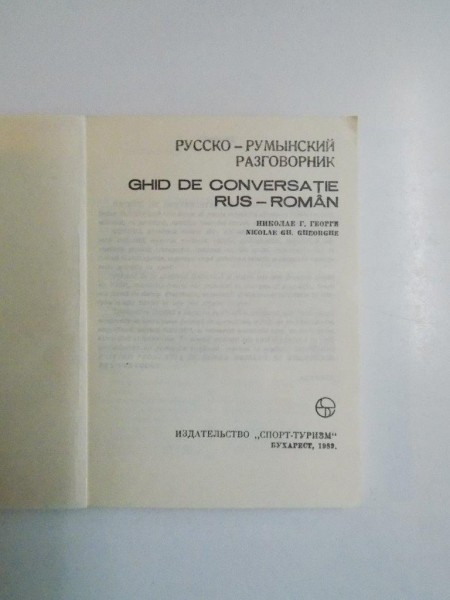 РУССКО – РУМЫНСКИЙ
РАЗГОВОРНИК
GHID DE CONVERSAȚIE
RUS – ROMÂN
НИКОЛАЕ Г. ГЕОРГЕ
NICOLAE GH. GHEORGHE
ИЗДАТЕЛЬСТВО „СПОРТ-ТУРИЗМ“
БУХАРЕСТ,